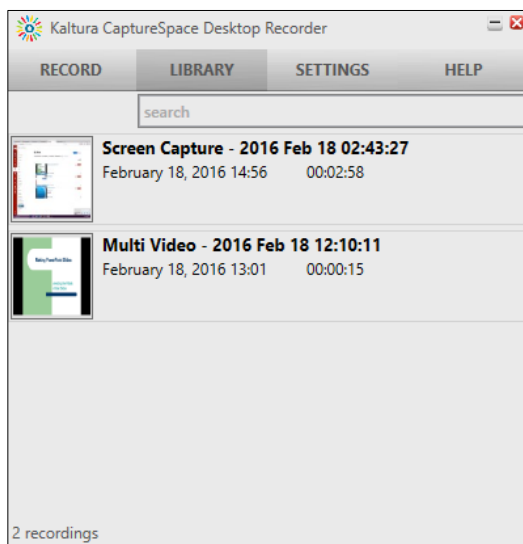 Kaltura CaptureSpace Desktop Recorder
RECORD LIBRARY SETTINGS HELP
search
Screen Capture - 2016 Feb 18 02:43:27
February 18, 2016 14:56 00:02:58
Multi Video - 2016 Feb 18 12:10:11
February 18, 2016 13:01 00:00:15
2 recordings